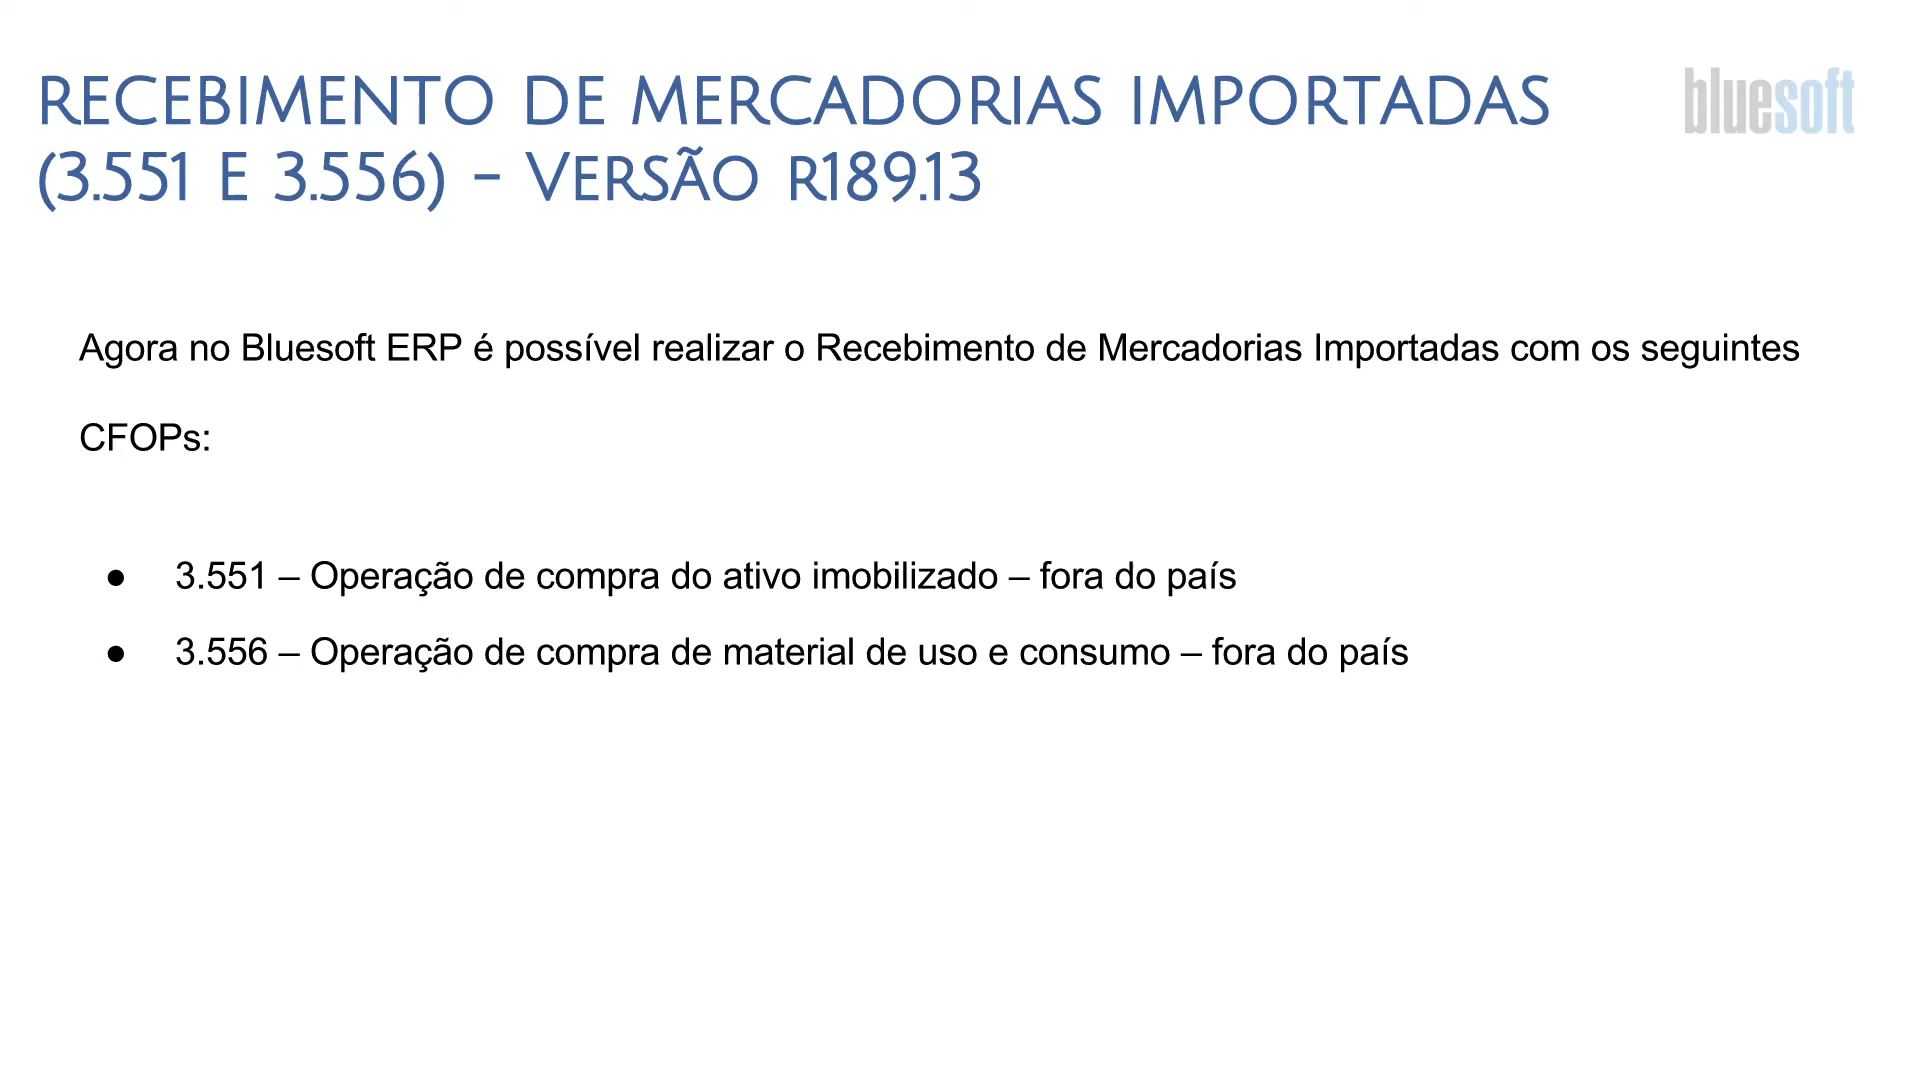 RECEBIMENTO DE MERCADORIAS IMPORTADAS
bluesoft
(3.551 E 3.556) - VERSÃO R189.13
Agora no Bluesoft ERP é possível realizar o Recebimento de Mercadorias Importadas com os seguintes
CFOPs:
● 3.551 – Operação de compra do ativo imobilizado – fora do país
● 3.556 – Operação de compra de material de uso e consumo – fora do país